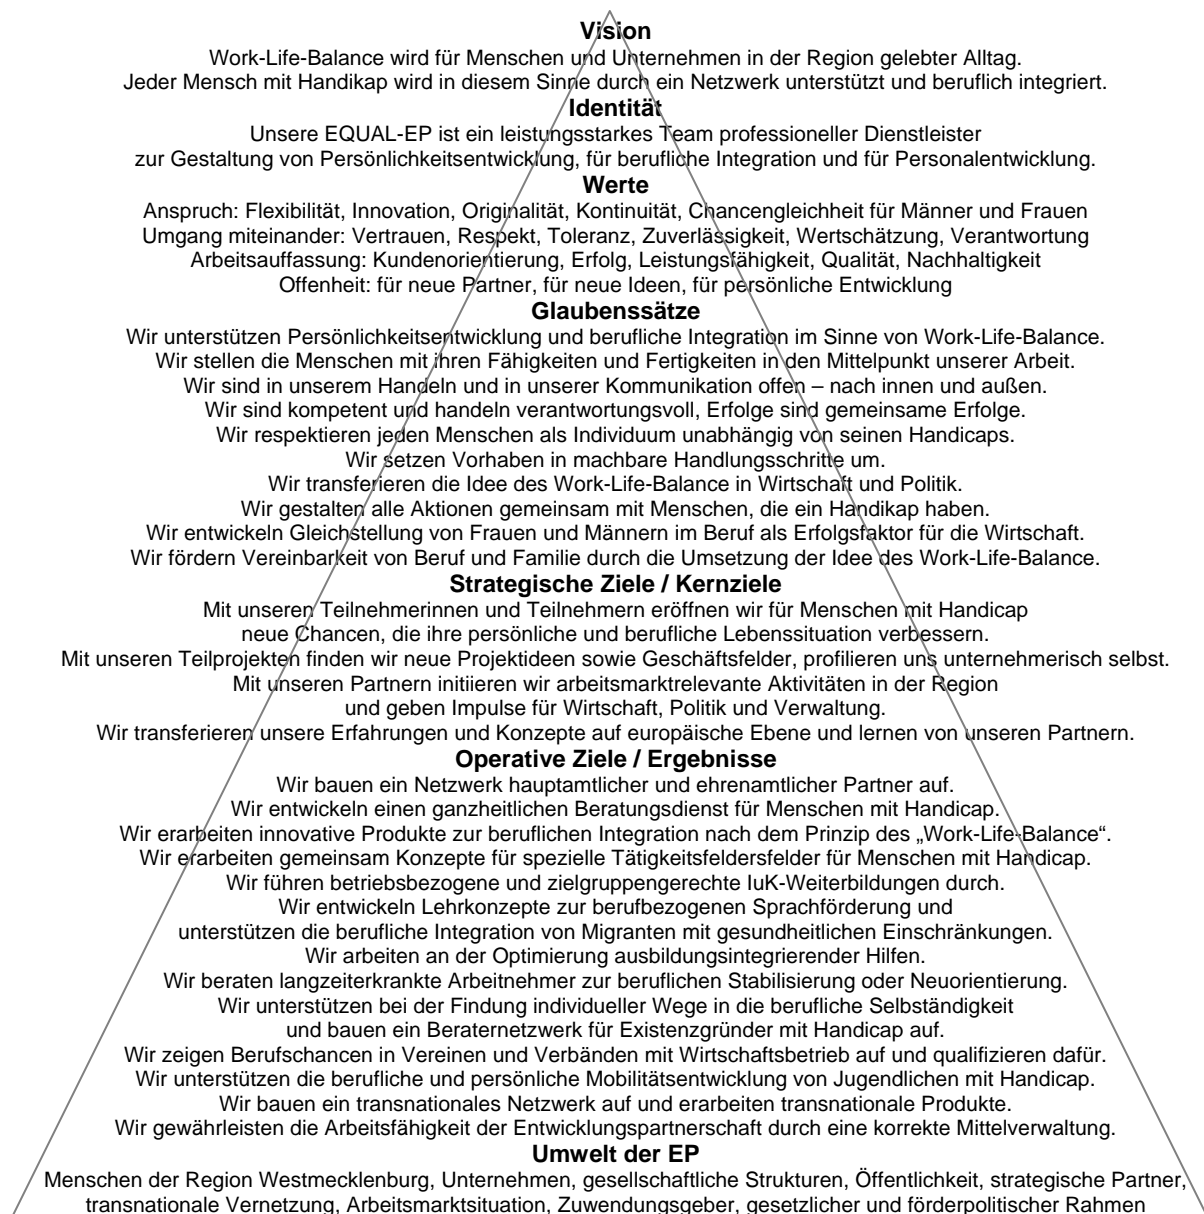 Vision
Work-Life-Balance wird für Menschen und Unternehmen in der Region gelebter Alltag.
Jeder Mensch mit Handikap wird in diesem Sinne durch ein Netzwerk unterstützt und beruflich integriert.
Identität
Unsere EQUAL-EP ist ein leistungsstarkes Team professioneller Dienstleister
zur Gestaltung von Persönlichkeitsentwicklung, für berufliche Integration und für Personalentwicklung.
Werte
Anspruch: Flexibilität, Innovation, Originalität, Kontinuität, Chancengleichheit für Männer und Frauen
Umgang miteinander: Vertrauen, Respekt, Toleranz, Zuverlässigkeit, Wertschätzung, Verantwortung
Arbeitsauffassung: Kundenorientierung, Erfolg, Leistungsfähigkeit, Qualität, Nachhaltigkeit
Offenheit: für neue Partner, für neue Ideen, für persönliche Entwicklung
Glaubenssätze
Wir unterstützen Persönlichkeitsentwicklung und berufliche Integration im Sinne von Work-Life-Balance.
Wir stellen die Menschen mit ihren Fähigkeiten und Fertigkeiten in den Mittelpunkt unserer Arbeit.
Wir sind in unserem Handeln und in unserer Kommunikation offen – nach innen und außen.
Wir sind kompetent und handeln verantwortungsvoll, Erfolge sind gemeinsame Erfolge.
Wir respektieren jeden Menschen als Individuum unabhängig von seinen Handicaps.
Wir setzen Vorhaben in machbare Handlungsschritte um.
Wir transferieren die Idee des Work-Life-Balance in Wirtschaft und Politik.
Wir gestalten alle Aktionen gemeinsam mit Menschen, die ein Handikap haben.
Wir entwickeln Gleichstellung von Frauen und Männern im Beruf als Erfolgsfaktor für die Wirtschaft.
Wir fördern Vereinbarkeit von Beruf und Familie durch die Umsetzung der Idee des Work-Life-Balance.
Strategische Ziele / Kernziele
Mit unseren Teilnehmerinnen und Teilnehmern eröffnen wir für Menschen mit Handicap
neue Chancen, die ihre persönliche und berufliche Lebenssituation verbessern.
Mit unseren Teilprojekten finden wir neue Projektideen sowie Geschäftsfelder, profilieren uns unternehmerisch selbst.
Mit unseren Partnern initiieren wir arbeitsmarktrelevante Aktivitäten in der Region
und geben Impulse für Wirtschaft, Politik und Verwaltung.
Wir transferieren unsere Erfahrungen und Konzepte auf europäische Ebene und lernen von unseren Partnern.
Operative Ziele / Ergebnisse
Wir bauen ein Netzwerk hauptamtlicher und ehrenamtlicher Partner auf.
Wir entwickeln einen ganzheitlichen Beratungsdienst für Menschen mit Handicap.
Wir erarbeiten innovative Produkte zur beruflichen Integration nach dem Prinzip des „Work-Life-Balance“.
Wir erarbeiten gemeinsam Konzepte für spezielle Tätigkeitsfeldersfelder für Menschen mit Handicap.
Wir führen betriebsbezogene und zielgruppengerechte IuK-Weiterbildungen durch.
Wir entwickeln Lehrkonzepte zur berufbezogenen Sprachförderung und
unterstützen die berufliche Integration von Migranten mit gesundheitlichen Einschränkungen.
Wir arbeiten an der Optimierung ausbildungsintegrierender Hilfen.
Wir beraten langzeiterkrankte Arbeitnehmer zur beruflichen Stabilisierung oder Neuorientierung.
Wir unterstützen bei der Findung individueller Wege in die berufliche Selbständigkeit
und bauen ein Beraternetzwerk für Existenzgründer mit Handicap auf.
Wir zeigen Berufschancen in Vereinen und Verbänden mit Wirtschaftsbetrieb auf und qualifizieren dafür.
Wir unterstützen die berufliche und persönliche Mobilitätsentwicklung von Jugendlichen mit Handicap.
Wir bauen ein transnationales Netzwerk auf und erarbeiten transnationale Produkte.
Wir gewährleisten die Arbeitsfähigkeit der Entwicklungspartnerschaft durch eine korrekte Mittelverwaltung.
Umwelt der EP
Menschen der Region Westmecklenburg, Unternehmen, gesellschaftliche Strukturen, Öffentlichkeit, strategische Partner,
transnationale Vernetzung, Arbeitsmarktsituation, Zuwendungsgeber, gesetzlicher und förderpolitischer Rahmen